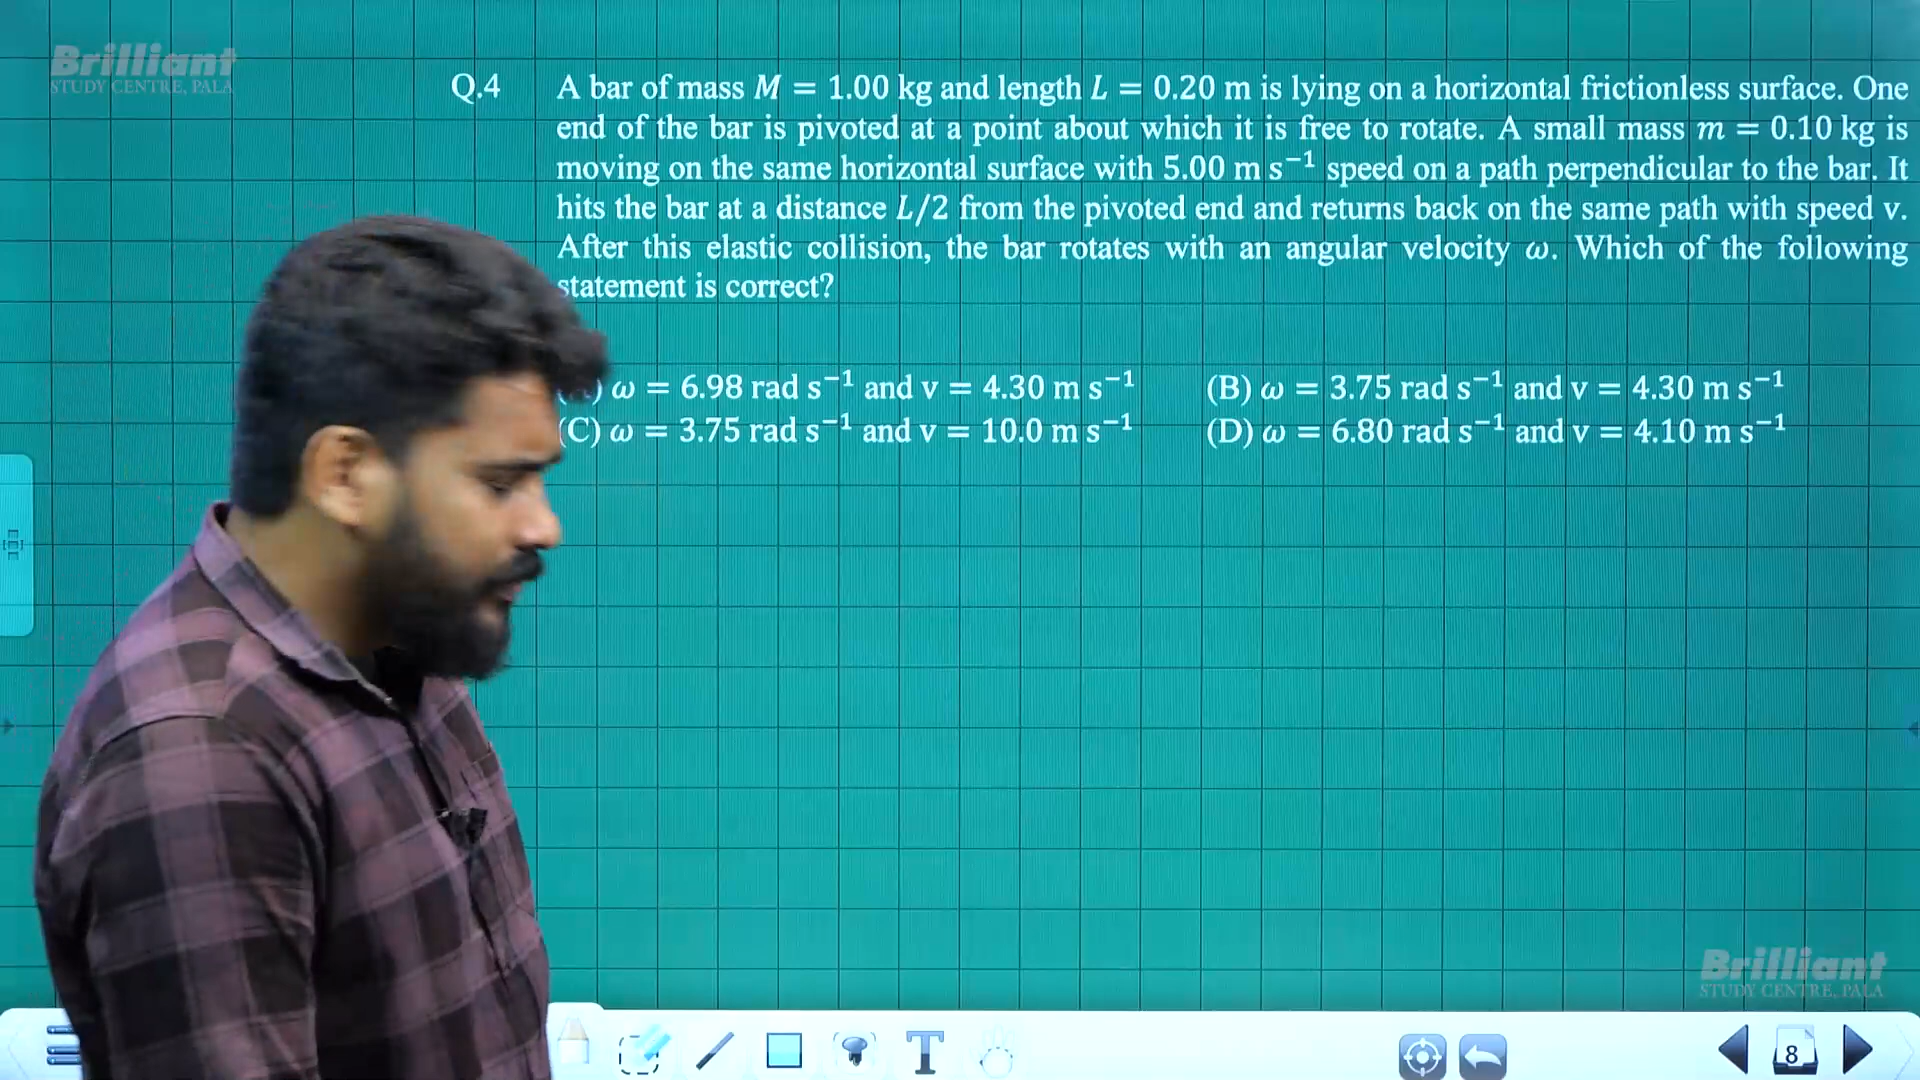 Brilliant
STUDY CENTRE, PALA
Q.4 A bar of mass M = 1.00 kg and length L = 0.20 m is lying on a horizontal frictionless surface. One
end of the bar is pivoted at a point about which it is free to rotate. A small mass m = 0.10 kg is
moving on the same horizontal surface with 5.00 m s⁻¹ speed on a path perpendicular to the bar. It
hits the bar at a distance L/2 from the pivoted end and returns back on the same path with speed v.
After this elastic collision, the bar rotates with an angular velocity ω. Which of the following
statement is correct?
) ω = 6.98 rad s⁻¹ and v = 4.30 m s⁻¹ (B) ω = 3.75 rad s⁻¹ and v = 4.30 m s⁻¹
(C) ω = 3.75 rad s⁻¹ and v = 10.0 m s⁻¹ (D) ω = 6.80 rad s⁻¹ and v = 4.10 m s⁻¹
Brilliant
STUDY CENTRE, PALA
T
8